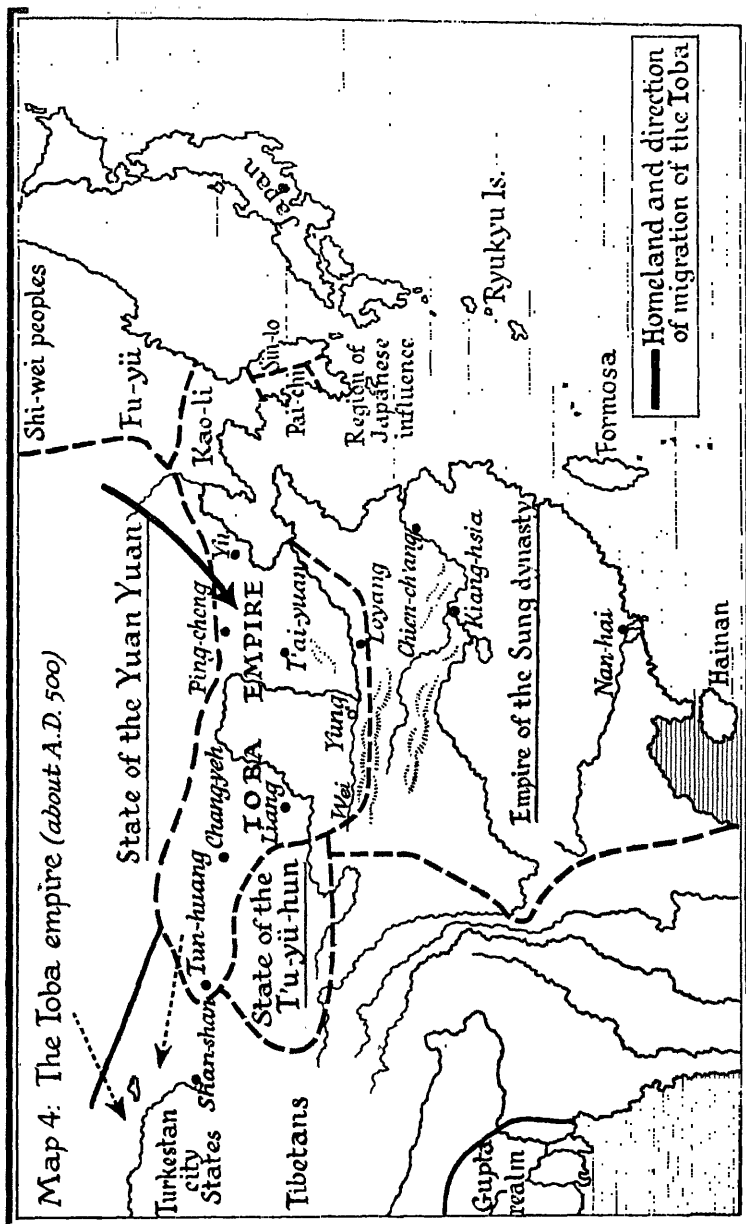 Map 4: The Toba empire (about A.D. 500)
Shi-wei peoples
Fu-yü
State of the Yuan Yuan
Kao-li
Sin-lo
Pai-chi
Japan
Region of
Japanese
influence
Ryukyu Is.
Turkestan
city
States
Shan-shan
Tun-huang
Changyeh
Ping-cheng
Yü
TOBA EMPIRE
Liang
T'ai-yuan
State of the
T'u-yü-hun
Tibetans
Wei
Yung
Loyang
Chien-ch'ang
Kiang-hsia
Empire of the Sung dynasty
Formosa
Nan-hai
Hainan
Gupta
realm
Homeland and direction
of migration of the Toba